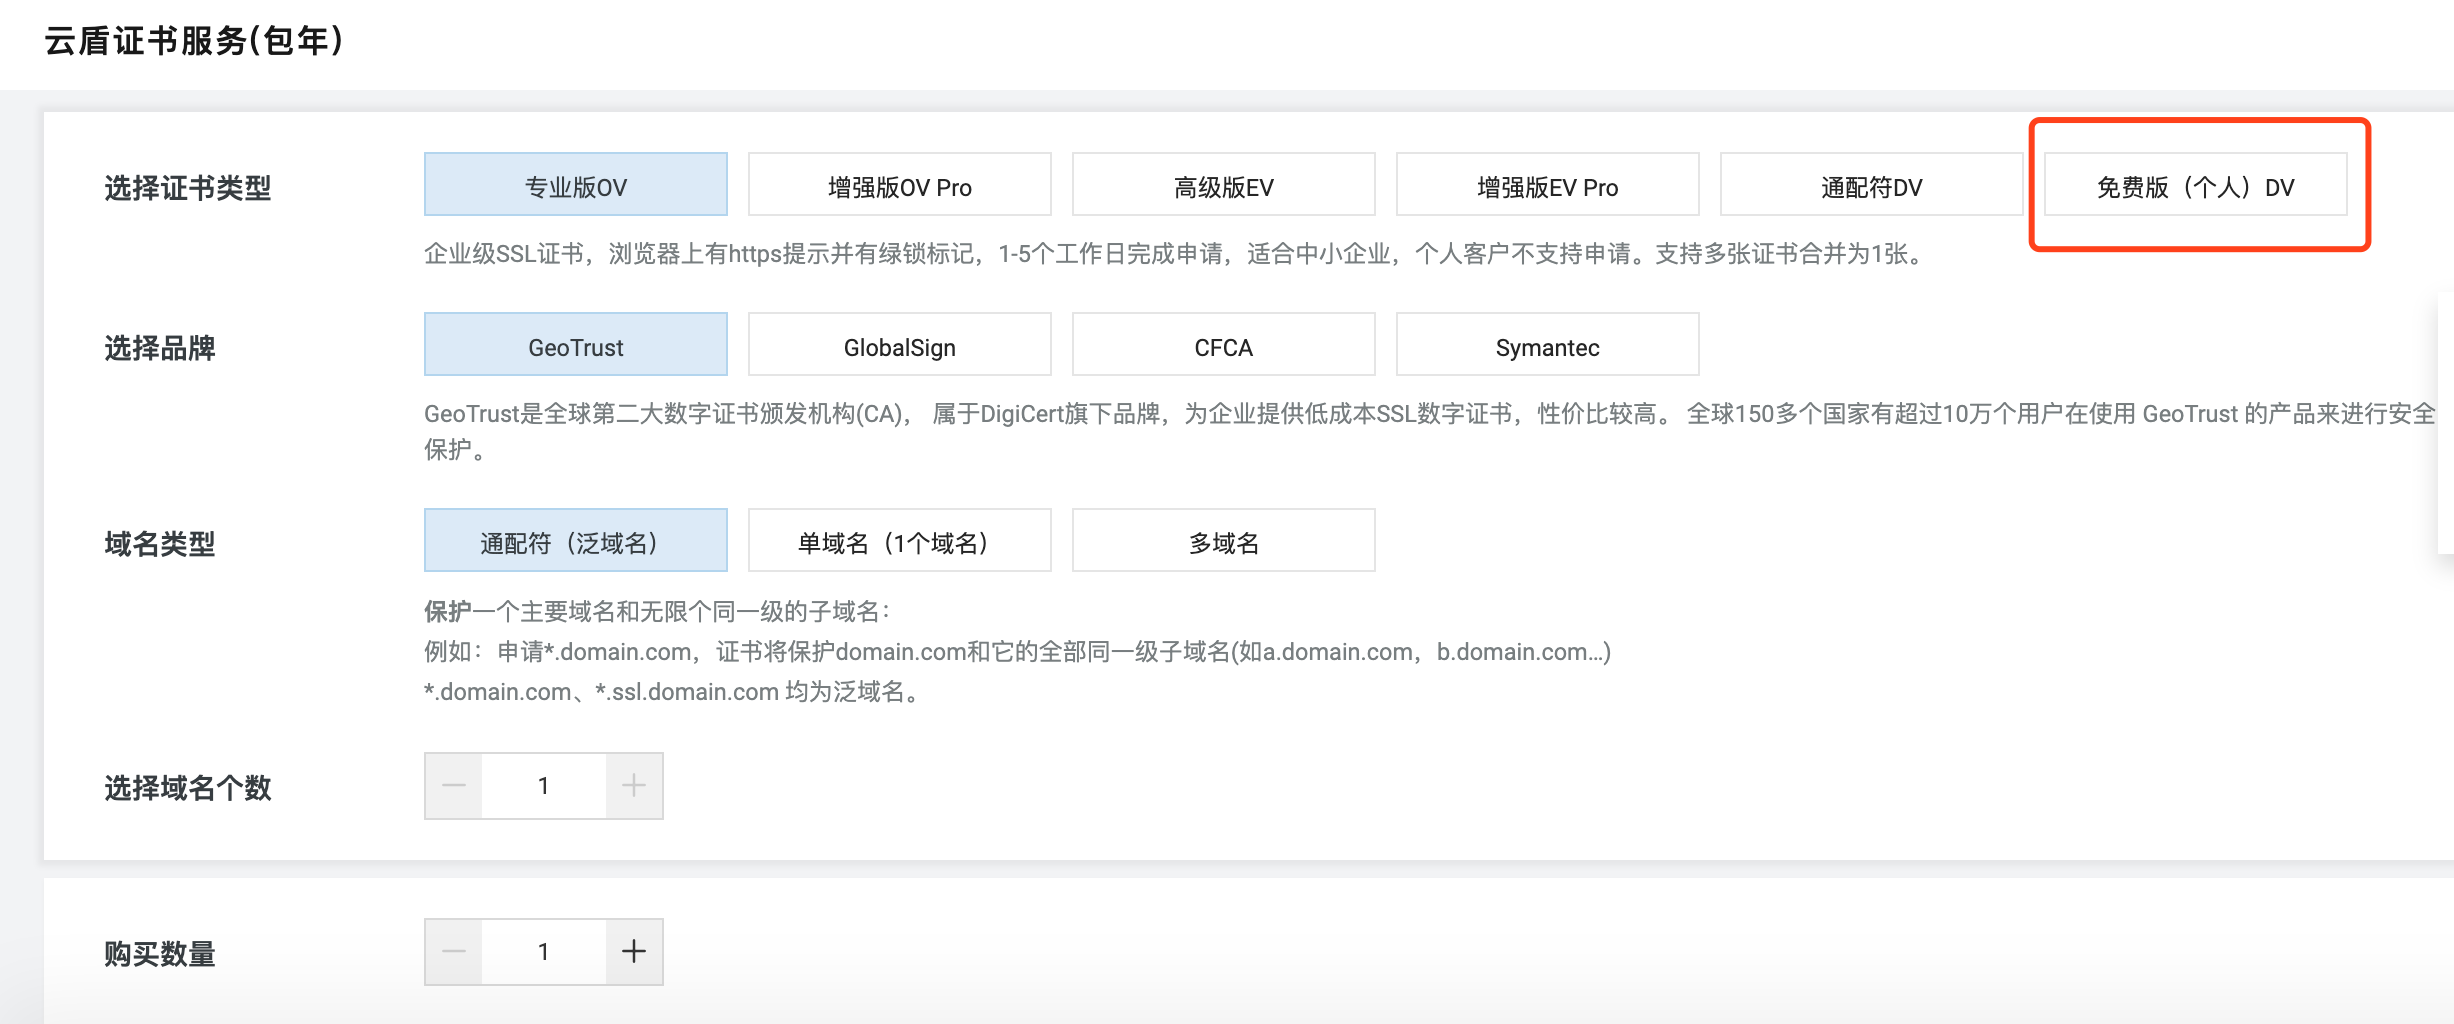 云盾证书服务(包年)
选择证书类型
专业版OV
增强版OV Pro
高级版EV
增强版EV Pro
通配符DV
免费版（个人）DV
企业级SSL证书，浏览器上有https提示并有绿锁标记，1-5个工作日完成申请，适合中小企业，个人客户不支持申请。支持多张证书合并为1张。
选择品牌
GeoTrust
GlobalSign
CFCA
Symantec
GeoTrust是全球第二大数字证书颁发机构(CA)， 属于DigiCert旗下品牌，为企业提供低成本SSL数字证书，性价比较高。 全球150多个国家有超过10万个用户在使用 GeoTrust 的产品来进行安全
保护。
域名类型
通配符（泛域名）
单域名（1个域名）
多域名
保护一个主要域名和无限个同一级的子域名：
例如：申请*.domain.com，证书将保护domain.com和它的全部同一级子域名(如a.domain.com，b.domain.com...)
*.domain.com、*.ssl.domain.com 均为泛域名。
选择域名个数
1
购买数量
1